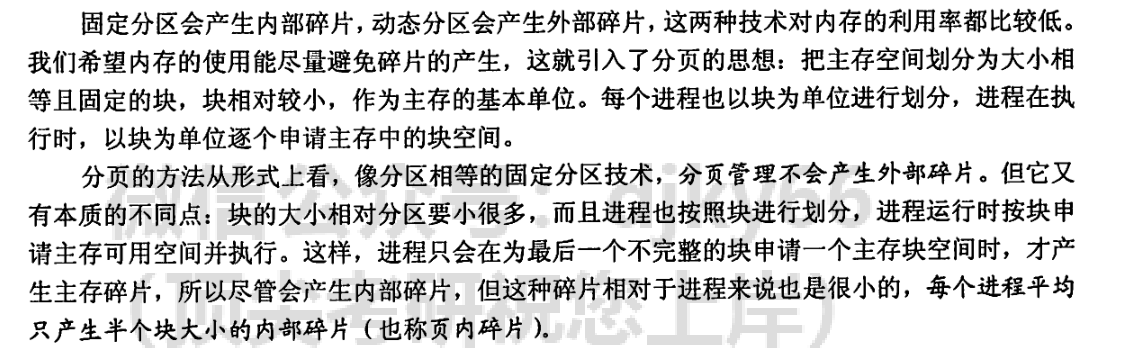 固定分区会产生内部碎片，动态分区会产生外部碎片，这两种技术对内存的利用率都比较低。
我们希望内存的使用能尽量避免碎片的产生，这就引入了分页的思想：把主存空间划分为大小相
等且固定的块，块相对较小，作为主存的基本单位。每个进程也以块为单位进行划分，进程在执
行时，以块为单位逐个申请主存中的块空间。
分页的方法从形式上看，像分区相等的固定分区技术，分页管理不会产生外部碎片。但它又
有本质的不同点：块的大小相对分区要小很多，而且进程也按照块进行划分，进程运行时按块申
请主存可用空间并执行。这样，进程只会在为最后一个不完整的块申请一个主存块空间时，才产
生主存碎片，所以尽管会产生内部碎片，但这种碎片相对于进程来说也是很小的，每个进程平均
只产生半个块大小的内部碎片（也称页内碎片）。
微信公众号：djky66
（顶尖考研祝您上岸）